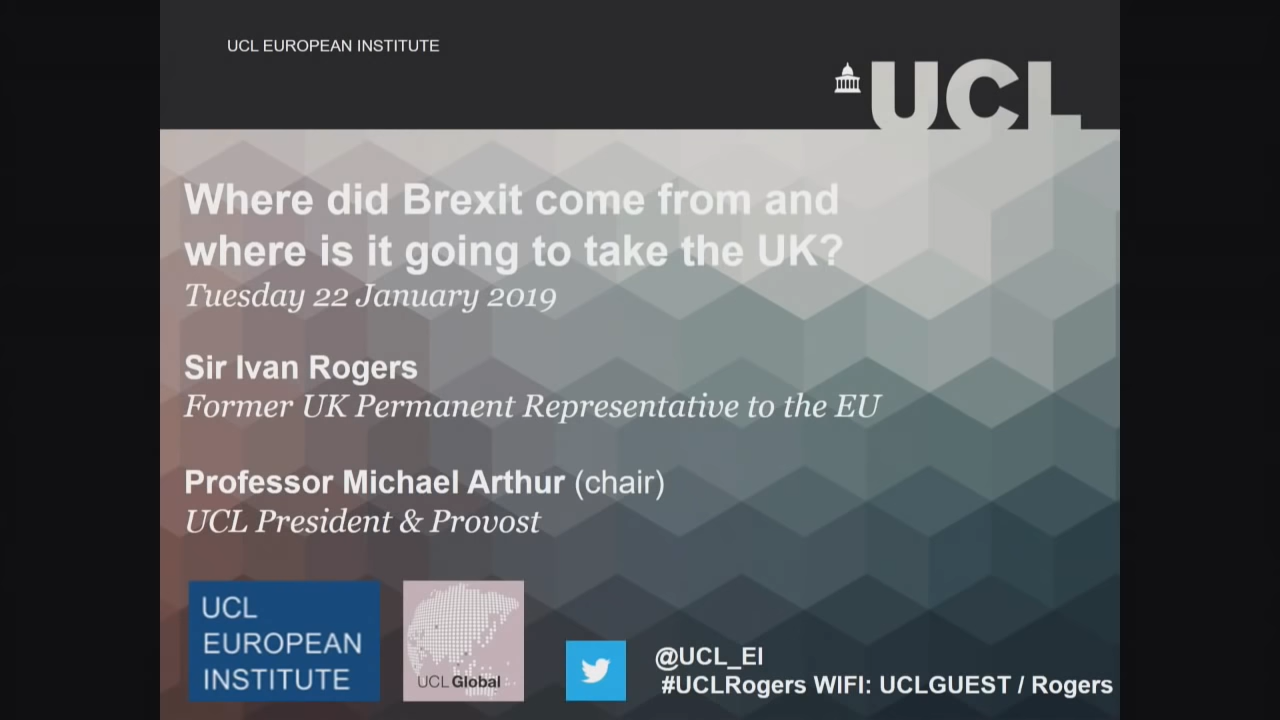 UCL EUROPEAN INSTITUTE
UCL
Where did Brexit come from and
where is it going to take the UK?
Tuesday 22 January 2019
Sir Ivan Rogers
Former UK Permanent Representative to the EU
Professor Michael Arthur (chair)
UCL President & Provost
UCL
EUROPEAN
INSTITUTE
UCL Global
@UCL_EI
#UCLRogers WIFI: UCLGUEST / Rogers